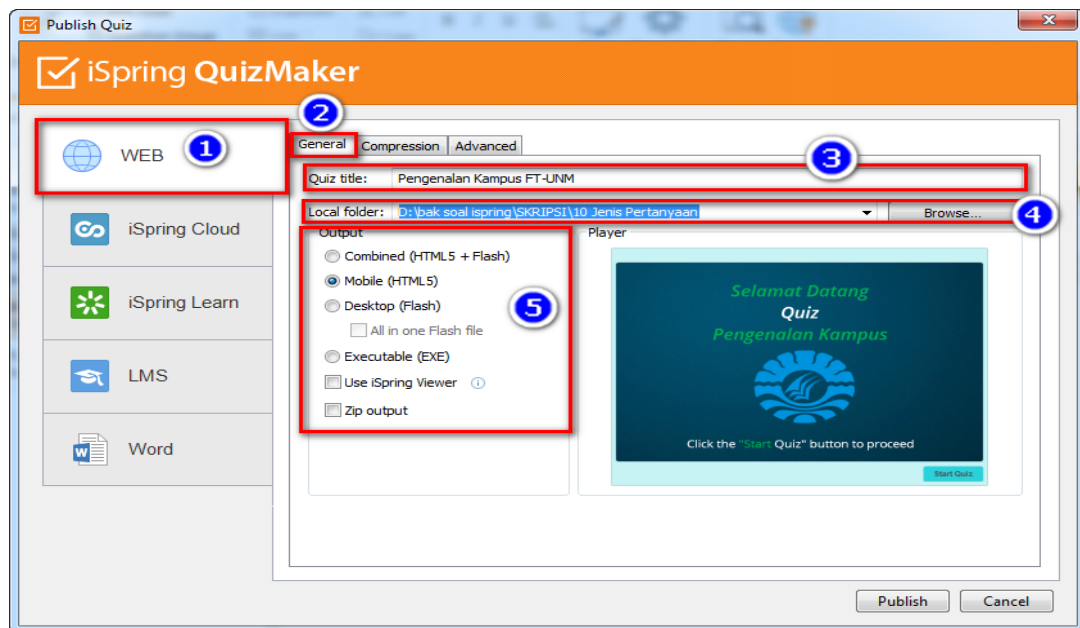 Publish Quiz
iSpring QuizMaker
2
WEB 1
iSpring Cloud
iSpring Learn
LMS
Word
General Compression Advanced
3
Quiz title: Pengenalan Kampus FT-UNM
Local folder: D:\bak soal ispring\SKRIPSI\10 Jenis Pertanyaan Browse... 4
Output
Combined (HTML5 + Flash)
Mobile (HTML5)
Desktop (Flash)
All in one Flash file
Executable (EXE)
Use iSpring Viewer
Zip output
5
Player
Selamat Datang
Quiz
Pengenalan Kampus
Click the "Start Quiz" button to proceed
Start Quiz
Publish Cancel